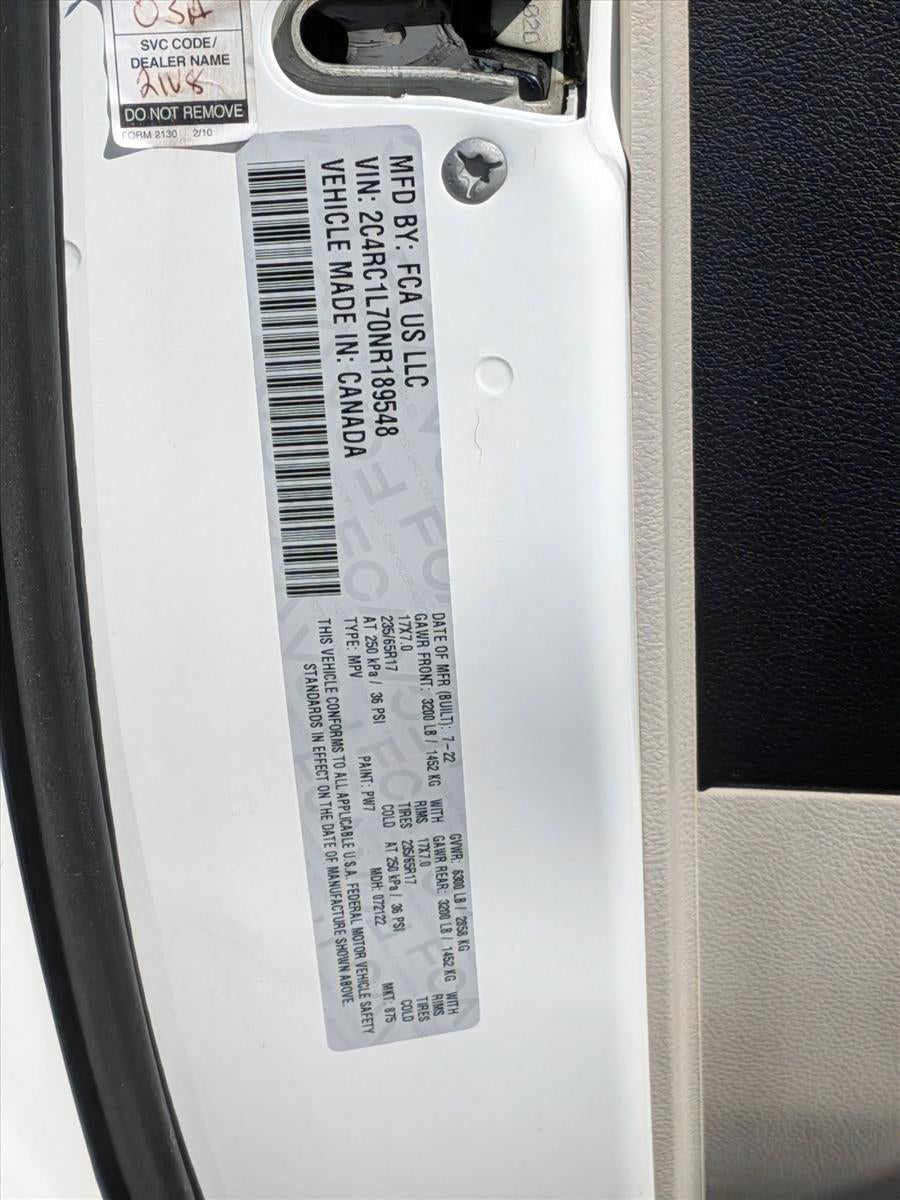 03A
SVC CODE/
DEALER NAME
21V8
DO NOT REMOVE
FORM 2130 2/10
MFD BY: FCA US LLC
VIN: 2C4RC1L70NR189548
VEHICLE MADE IN: CANADA
DATE OF MFR (BUILT): 7-22 GVWR: 6300 LB / 2858 KG
GAWR FRONT: 3200 LB / 1452 KG WITH GAWR REAR: 3200 LB / 1452 KG WITH
17X7.0 RIMS 17X7.0 RIMS
235/65R17 TIRES 235/65R17 TIRES
AT 250 kPa / 36 PSI COLD AT 250 kPa / 36 PSI COLD
TYPE: MPV PAINT: PW7 MDH: 072122 MKT: 875
THIS VEHICLE CONFORMS TO ALL APPLICABLE U.S.A. FEDERAL MOTOR VEHICLE SAFETY
STANDARDS IN EFFECT ON THE DATE OF MANUFACTURE SHOWN ABOVE.